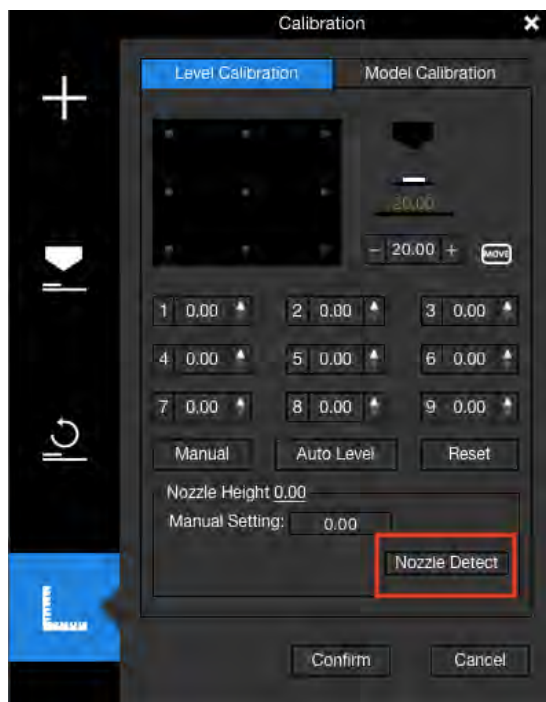 Calibration
Level Calibration Model Calibration
20.00
- 20.00 + MOVE
1 0.00 2 0.00 3 0.00
4 0.00 5 0.00 6 0.00
7 0.00 8 0.00 9 0.00
Manual Auto Level Reset
Nozzle Height 0.00
Manual Setting: 0.00
Nozzle Detect
Confirm Cancel